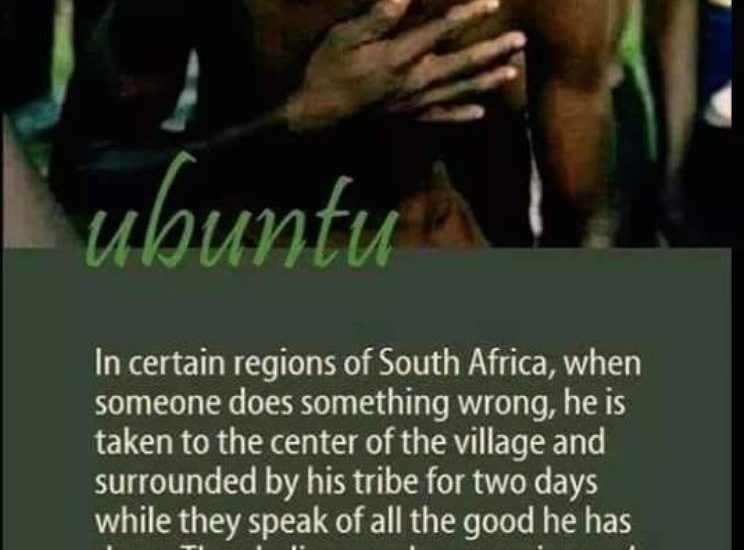 ubuntu
In certain regions of South Africa, when
someone does something wrong, he is
taken to the center of the village and
surrounded by his tribe for two days
while they speak of all the good he has